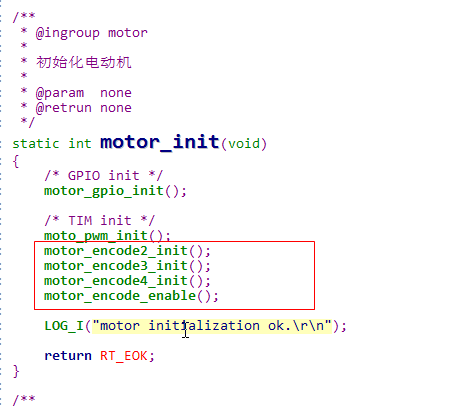 /**
* @ingroup motor
*
* 初始化电动机
*
* @param  none
* @retrun none
*/
static int motor_init(void)
{
/* GPIO init */
motor_gpio_init();
/* TIM init */
moto_pwm_init();
motor_encode2_init();
motor_encode3_init();
motor_encode4_init();
motor_encode_enable();
LOG_I("motor initialization ok.\r\n");
return RT_EOK;
}
/**